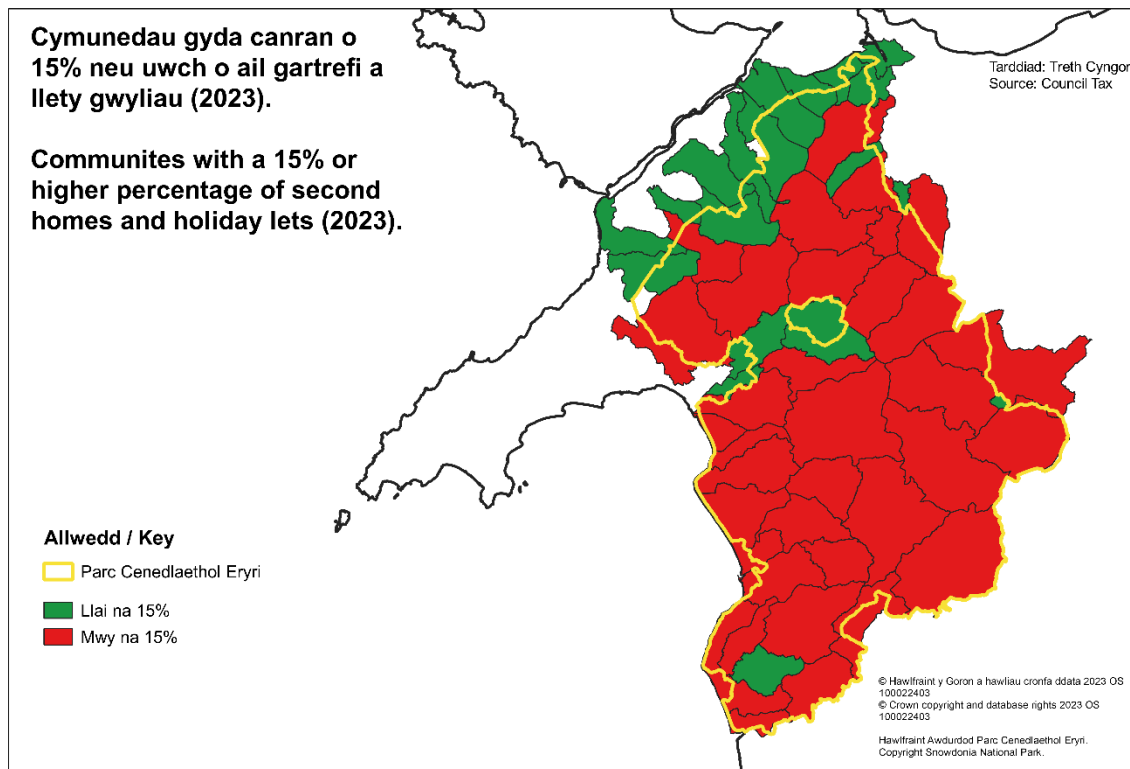 Cymunedau gyda canran o
15% neu uwch o ail gartrefi a
llety gwyliau (2023).
Communites with a 15% or
higher percentage of second
homes and holiday lets (2023).
Tarddiad: Treth Cyngor
Source: Council Tax
Allwedd / Key
Parc Cenedlaethol Eryri
Llai na 15%
Mwy na 15%
© Hawlfraint y Goron a hawliau cronfa ddata 2023 OS
100022403
© Crown copyright and database rights 2023 OS
100022403
Hawlfraint Awdurdod Parc Cenedlaethol Eryri.
Copyright Snowdonia National Park.